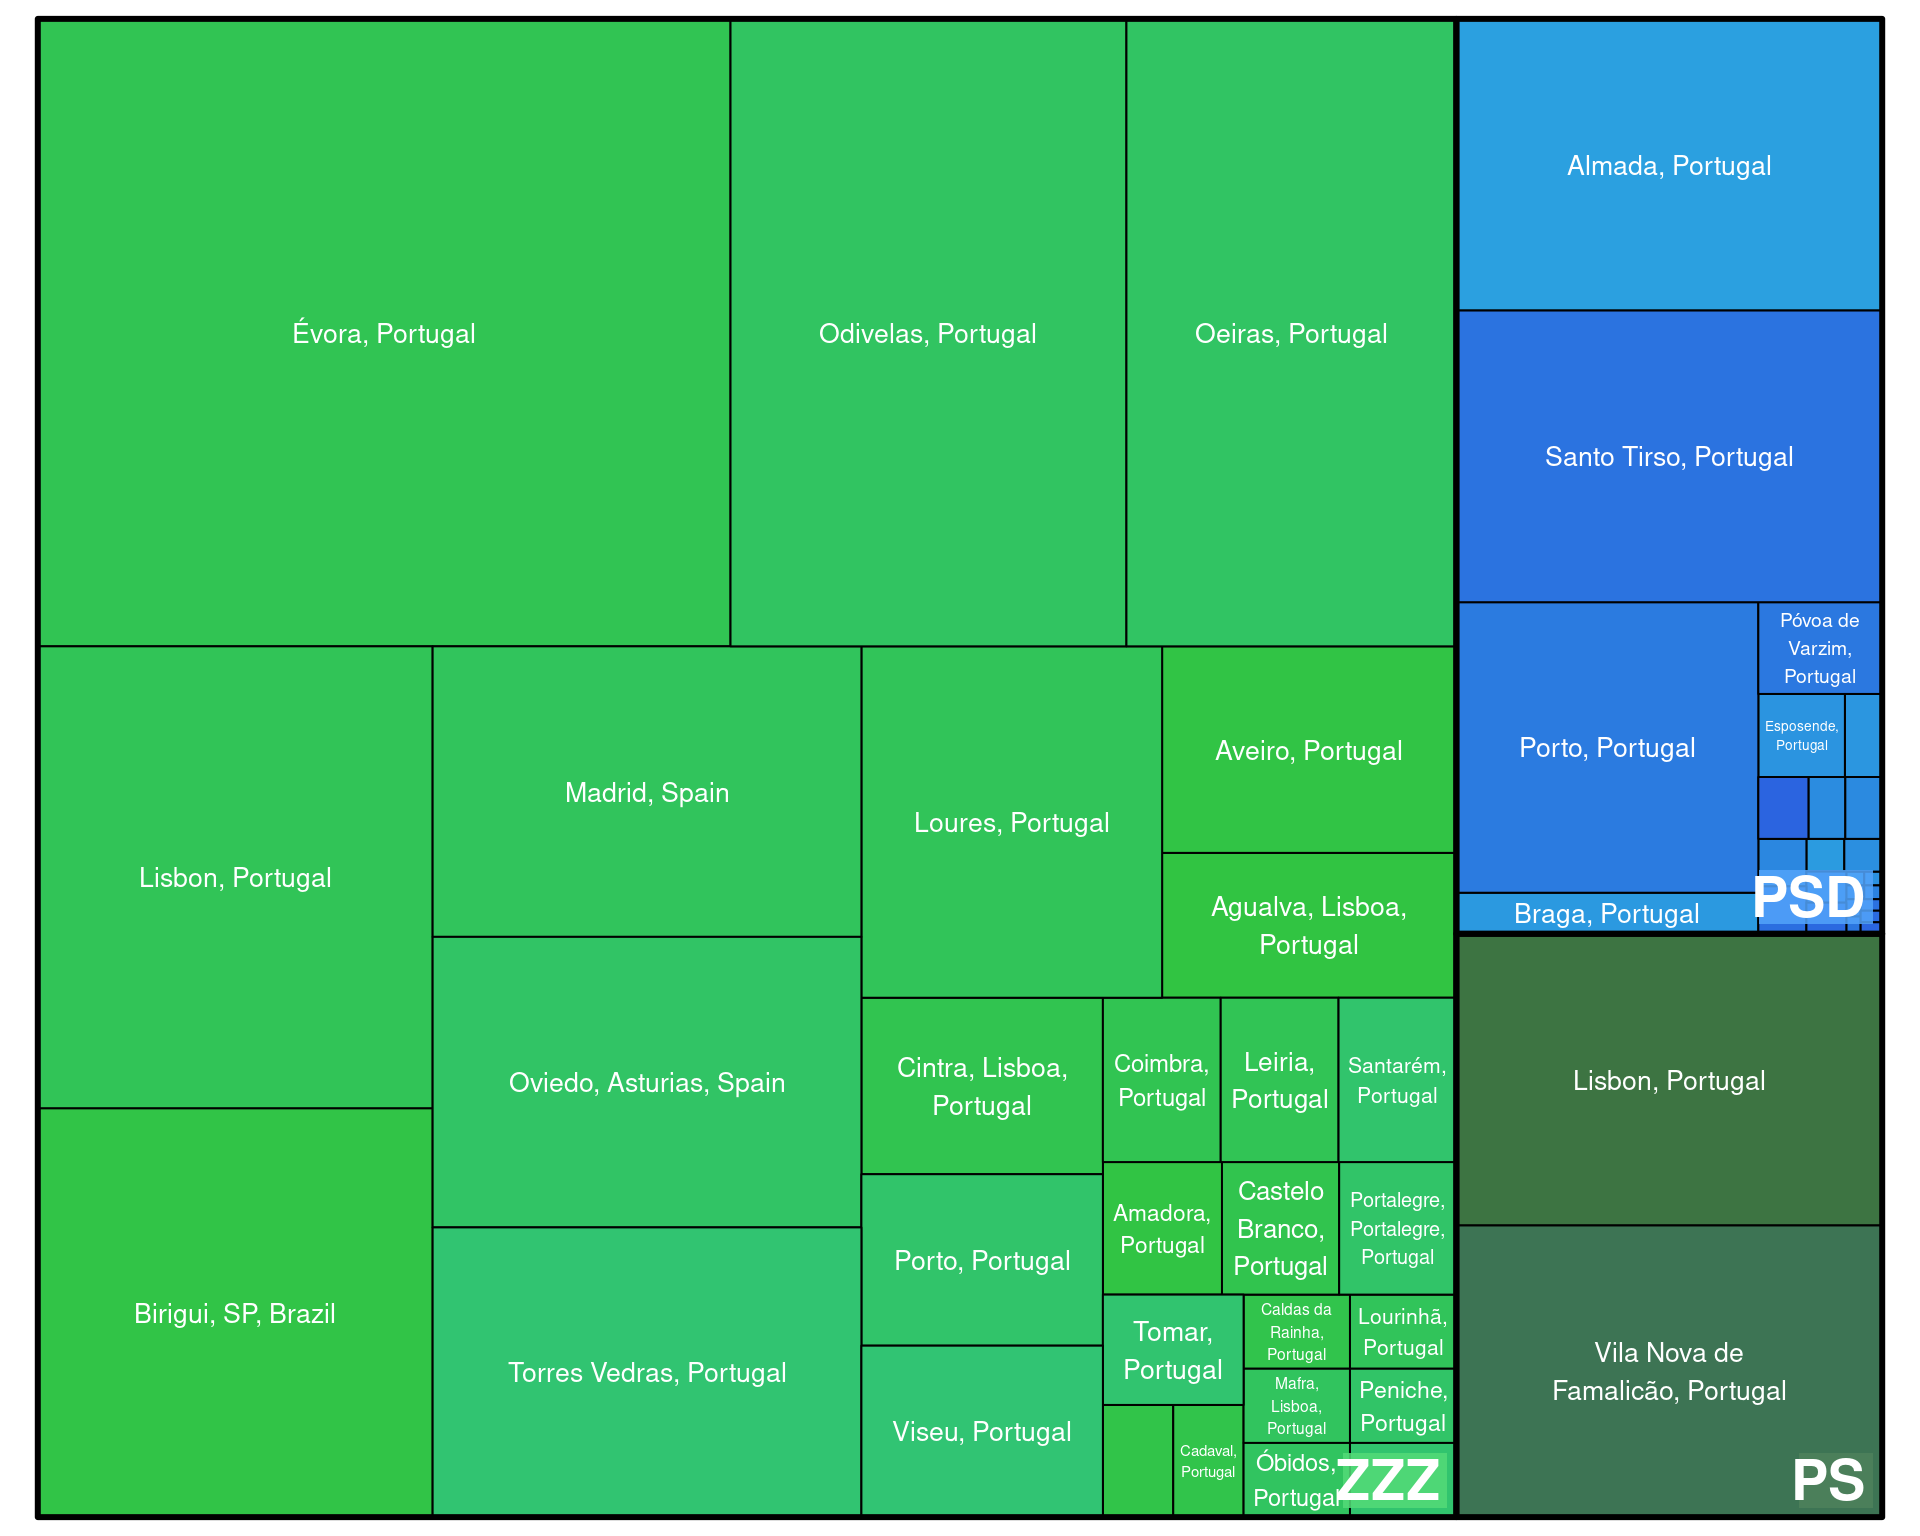 Évora, Portugal
Odivelas, Portugal
Oeiras, Portugal
Almada, Portugal
Santo Tirso, Portugal
Porto, Portugal
Póvoa de
Varzim,
Portugal
Esposende,
Portugal
Braga, Portugal
PSD
Lisbon, Portugal
Madrid, Spain
Loures, Portugal
Aveiro, Portugal
Agualva, Lisboa,
Portugal
Oviedo, Asturias, Spain
Cintra, Lisboa,
Portugal
Coimbra,
Portugal
Leiria,
Portugal
Santarém,
Portugal
Birigui, SP, Brazil
Torres Vedras, Portugal
Porto, Portugal
Amadora,
Portugal
Castelo
Branco,
Portugal
Portalegre,
Portalegre,
Portugal
Viseu, Portugal
Tomar,
Portugal
Caldas da
Rainha,
Portugal
Lourinhã,
Portugal
Mafra,
Lisboa,
Portugal
Peniche,
Portugal
Cadaval,
Portugal
Óbidos,
Portugal
ZZZ
Lisbon, Portugal
Vila Nova de
Famalicão, Portugal
PS